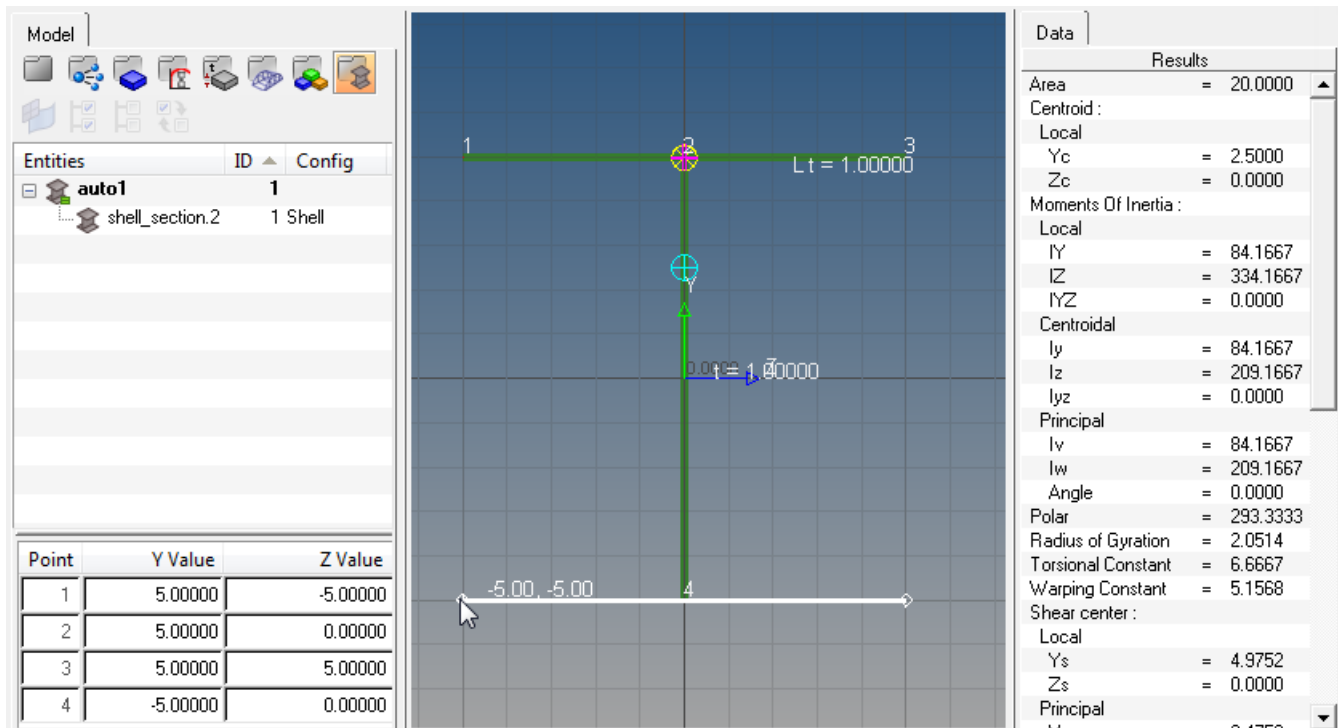 Model
Entities ID Config
auto1 1
shell_section.2 1 Shell
Point Y Value Z Value
1 5.00000 -5.00000
2 5.00000 0.00000
3 5.00000 5.00000
4 -5.00000 0.00000
1 2 3
L t = 1.00000
Y
0.0000 t = 1.00000
Z
-5.00, -5.00 4
Data
Results
Area = 20.0000
Centroid :
Local
Yc = 2.5000
Zc = 0.0000
Moments Of Inertia :
Local
IY = 84.1667
IZ = 334.1667
IYZ = 0.0000
Centroidal
Iy = 84.1667
Iz = 209.1667
Iyz = 0.0000
Principal
Iv = 84.1667
Iw = 209.1667
Angle = 0.0000
Polar = 293.3333
Radius of Gyration = 2.0514
Torsional Constant = 6.6667
Warping Constant = 5.1568
Shear center :
Local
Ys = 4.9752
Zs = 0.0000
Principal